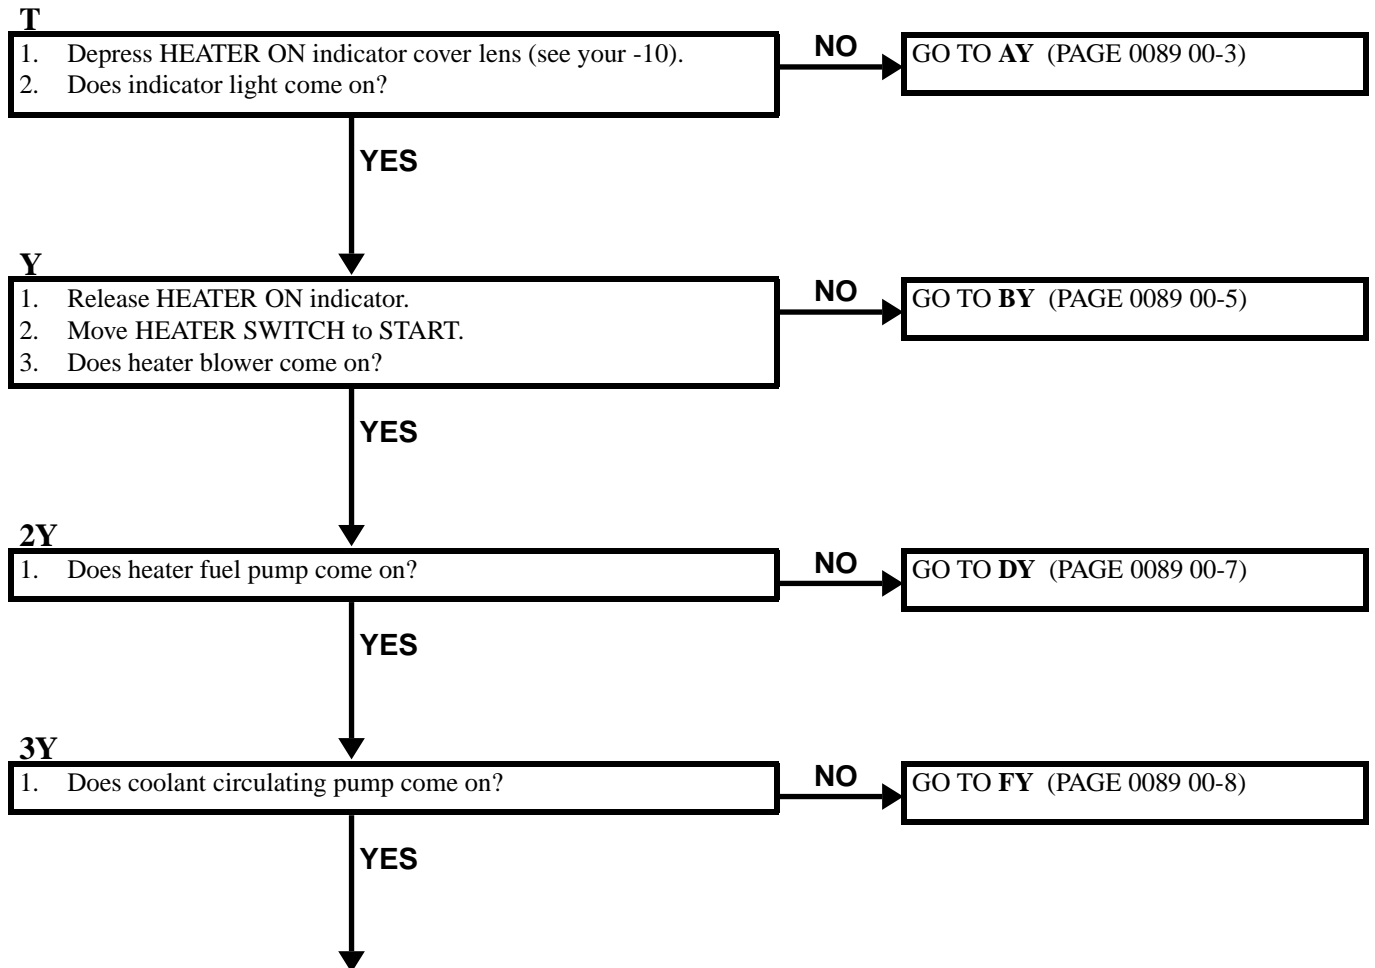 T
1. Depress HEATER ON indicator cover lens (see your -10).
2. Does indicator light come on?
NO
GO TO AY (PAGE 0089 00-3)
YES
Y
1. Release HEATER ON indicator.
2. Move HEATER SWITCH to START.
3. Does heater blower come on?
NO
GO TO BY (PAGE 0089 00-5)
YES
2Y
1. Does heater fuel pump come on?
NO
GO TO DY (PAGE 0089 00-7)
YES
3Y
1. Does coolant circulating pump come on?
NO
GO TO FY (PAGE 0089 00-8)
YES